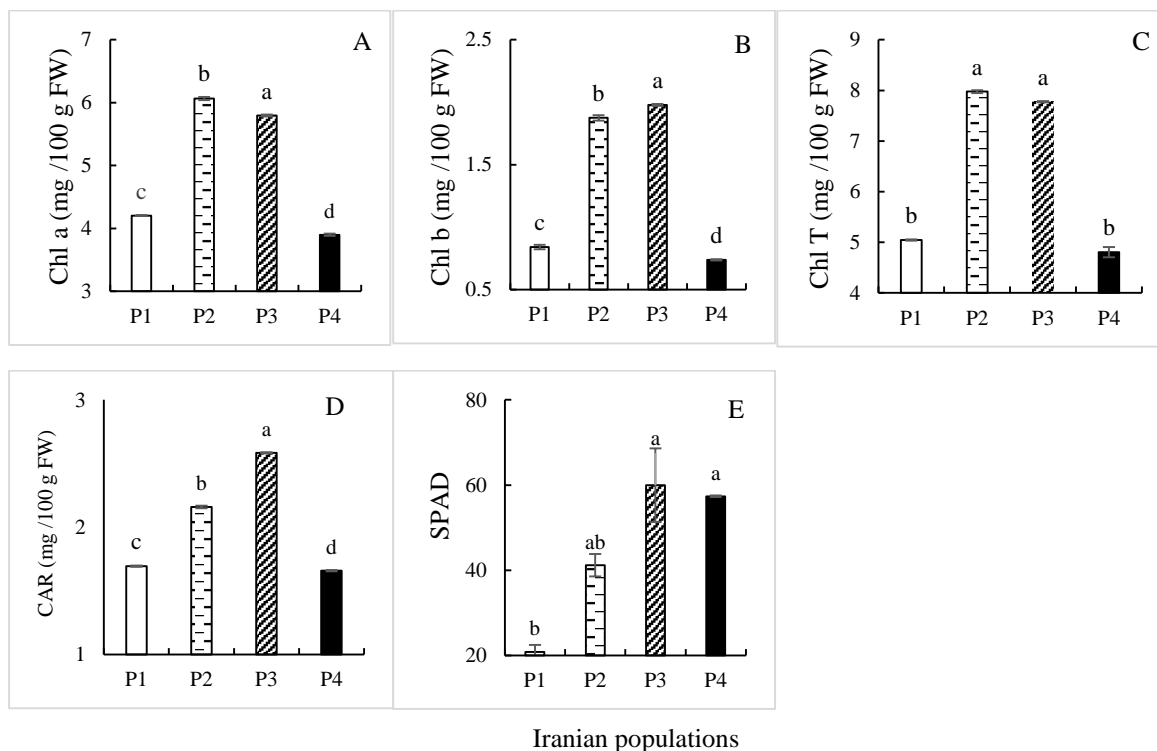 A
Chl a (mg /100 g FW)
7
6
5
4
3
c
b
a
d
P1 P2 P3 P4
B
Chl b (mg /100 g FW)
2.5
1.5
0.5
c
b
a
d
P1 P2 P3 P4
C
Chl T (mg /100 g FW)
9
8
7
6
5
4
b
a
a
b
P1 P2 P3 P4
D
CAR (mg /100 g FW)
3
2
1
c
b
a
d
P1 P2 P3 P4
E
SPAD
80
60
40
20
b
ab
a
a
P1 P2 P3 P4
Iranian populations